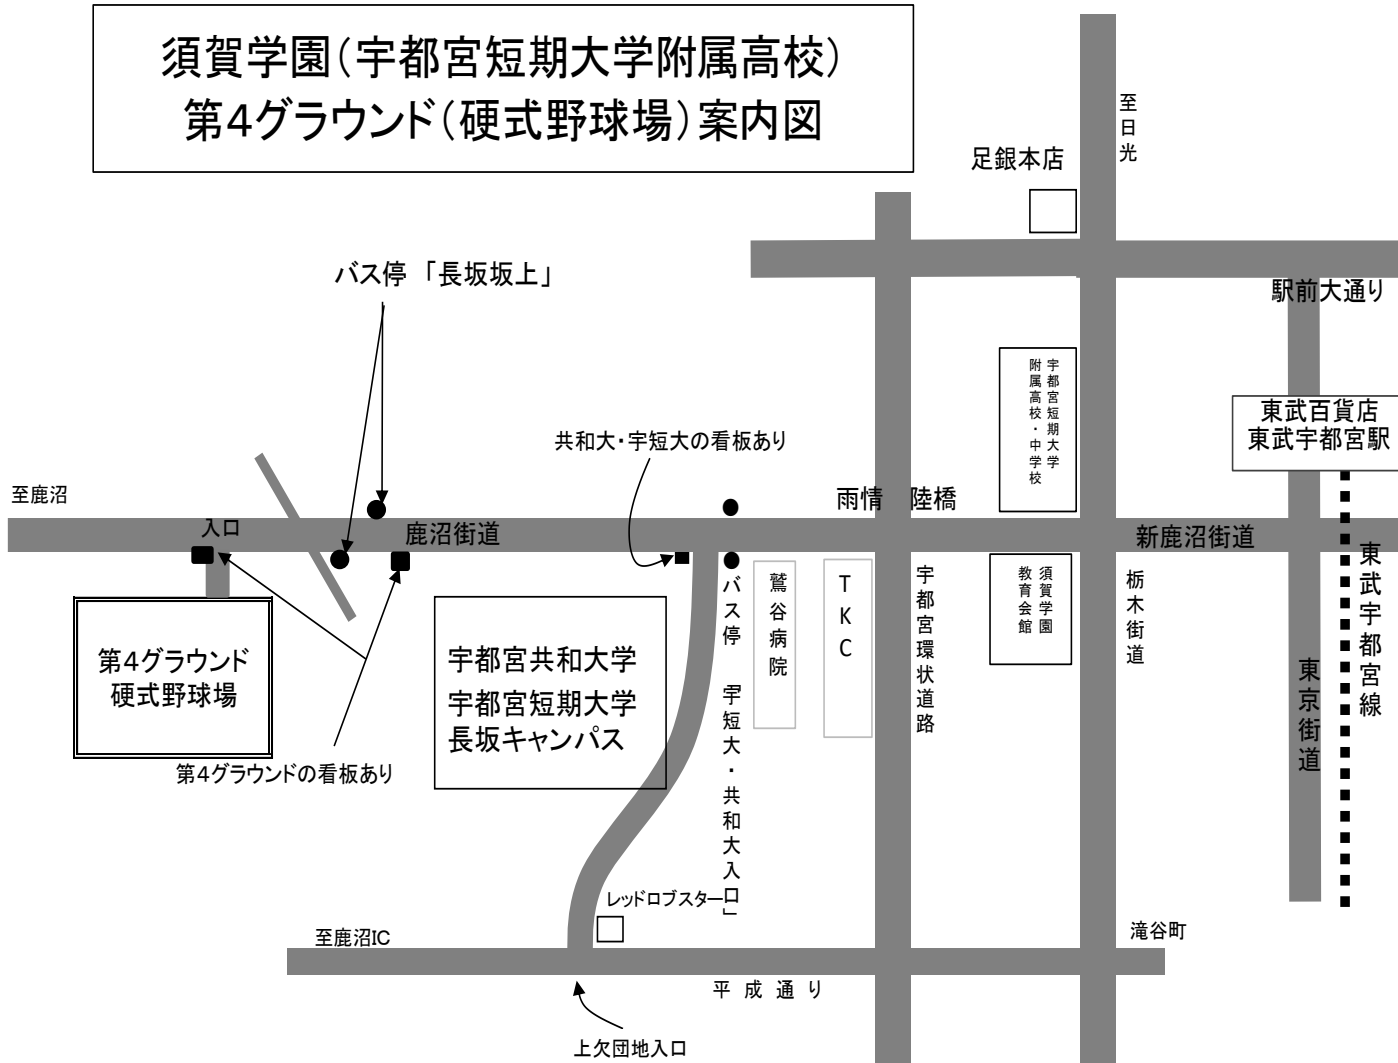 須賀学園(宇都宮短期大学附属高校)
第4グラウンド(硬式野球場)案内図
至日光
足銀本店
駅前大通り
バス停 「長坂坂上」
宇都宮短期大学
附属高校・中学校
東武百貨店
東武宇都宮駅
共和大・宇短大の看板あり
至鹿沼
入口
鹿沼街道
雨情 陸橋
新鹿沼街道
第4グラウンド
硬式野球場
第4グラウンドの看板あり
宇都宮共和大学
宇都宮短期大学
長坂キャンパス
バス停 「宇短大・共和大入口」
鷲谷病院
TKC
宇都宮環状道路
須賀学園
教育会館
栃木街道
東京街道
東武宇都宮線
レッドロブスター
至鹿沼IC
滝谷町
平成通り
上欠団地入口